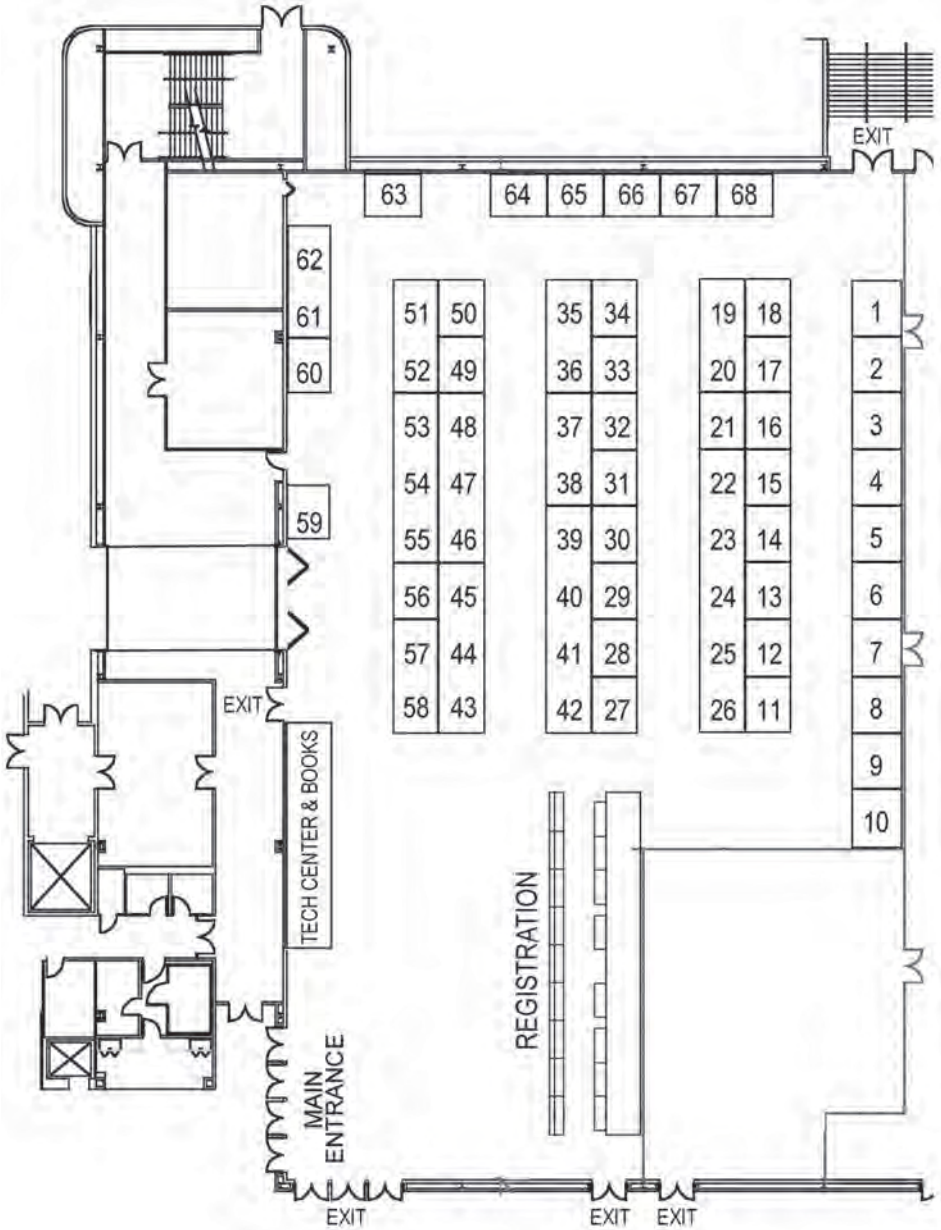 EXIT
63 64 65 66 67 68
62
61
60
59
51 50 35 34 19 18 1
52 49 36 33 20 17 2
53 48 37 32 21 16 3
54 47 38 31 22 15 4
55 46 39 30 23 14 5
56 45 40 29 24 13 6
57 44 41 28 25 12 7
58 43 42 27 26 11 8
9
10
EXIT
TECH CENTER & BOOKS
REGISTRATION
MAIN
ENTRANCE
EXIT EXIT EXIT